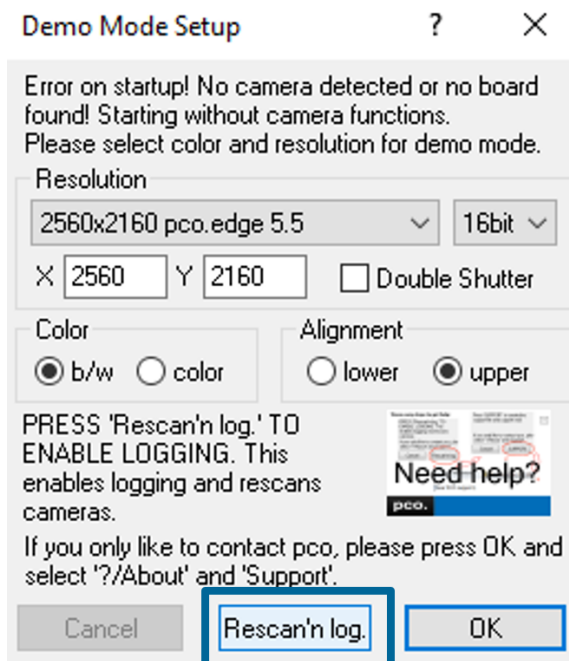 Demo Mode Setup ?
Error on startup! No camera detected or no board
found! Starting without camera functions.
Please select color and resolution for demo mode.
Resolution
2560x2160 pco.edge 5.5 16bit
X 2560 Y 2160 Double Shutter
Color Alignment
b/w color lower upper
PRESS 'Rescan'n log.' TO
ENABLE LOGGING. This
enables logging and rescans
cameras.
Need help?
pco.
If you only like to contact pco, please press OK and
select '?/About' and 'Support'.
Cancel Rescan'n log. OK